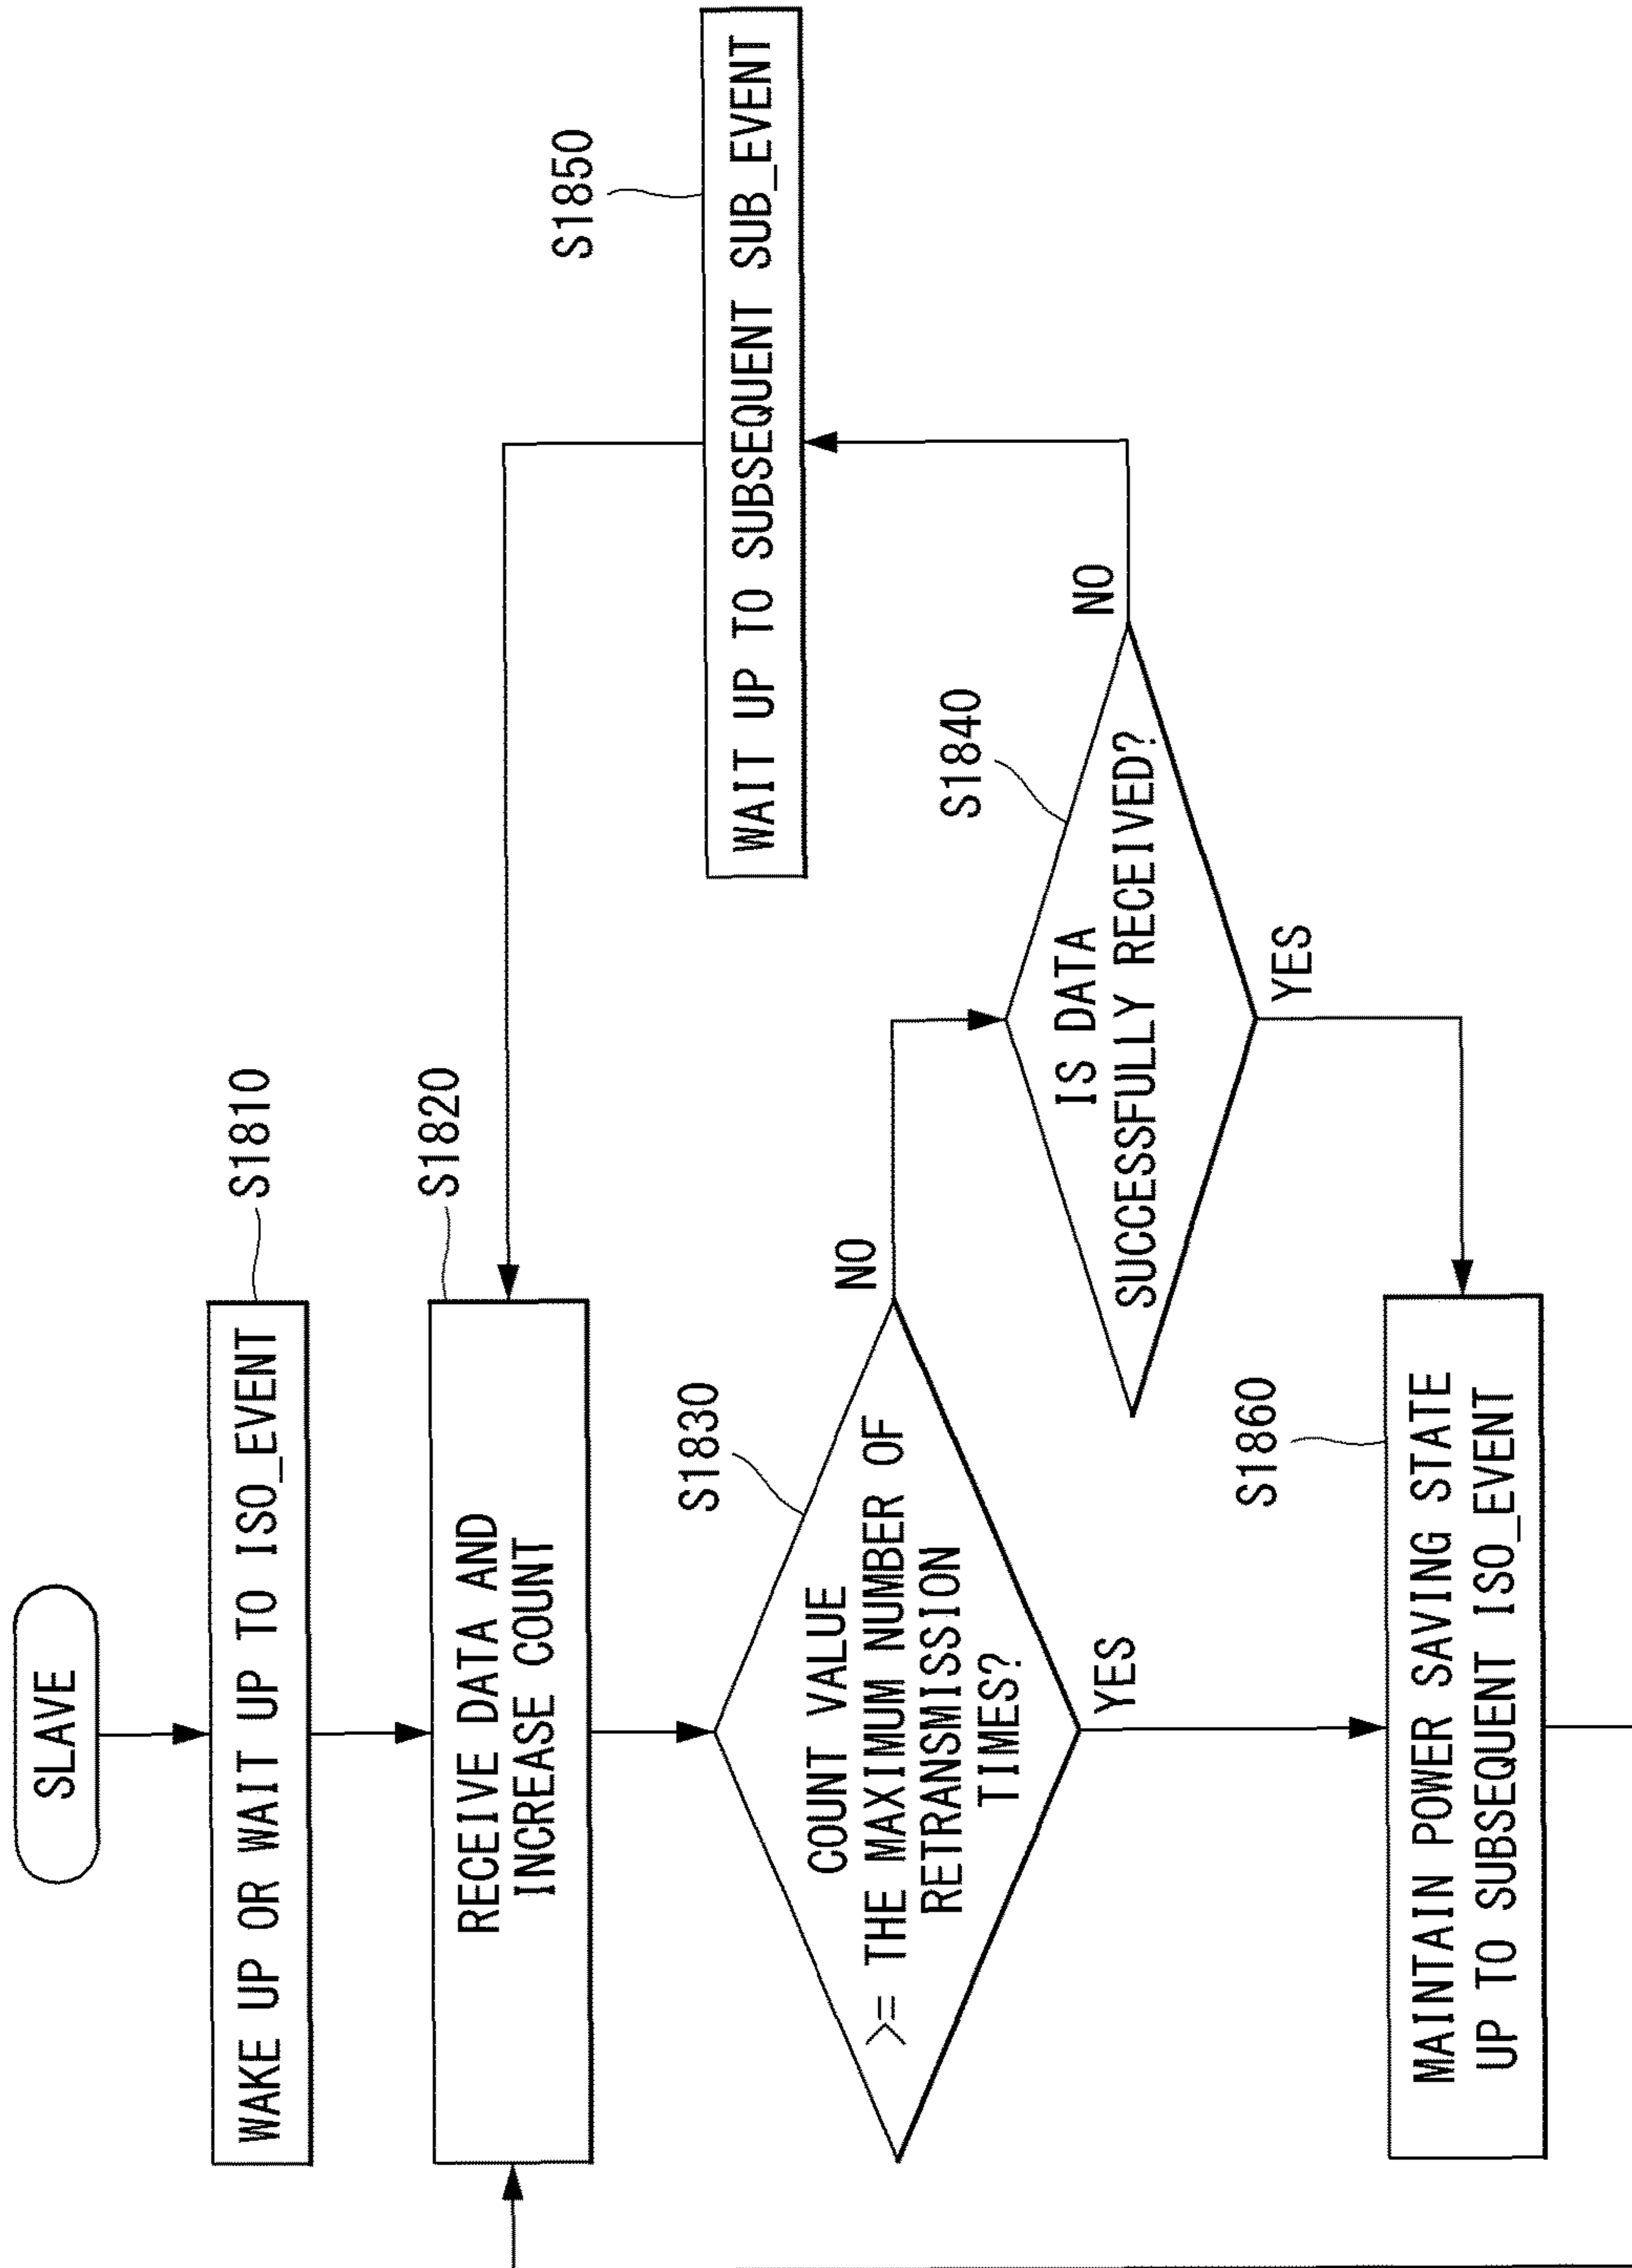 SLAVE
WAKE UP OR WAIT UP TO ISO_EVENT
S1810
RECEIVE DATA AND
INCREASE COUNT
S1820
COUNT VALUE
>= THE MAXIMUM NUMBER OF
RETRANSMISSION
TIMES?
S1830
NO
YES
IS DATA
SUCCESSFULLY RECEIVED?
S1840
NO
YES
WAIT UP TO SUBSEQUENT SUB_EVENT
S1850
MAINTAIN POWER SAVING STATE
UP TO SUBSEQUENT ISO_EVENT
S1860